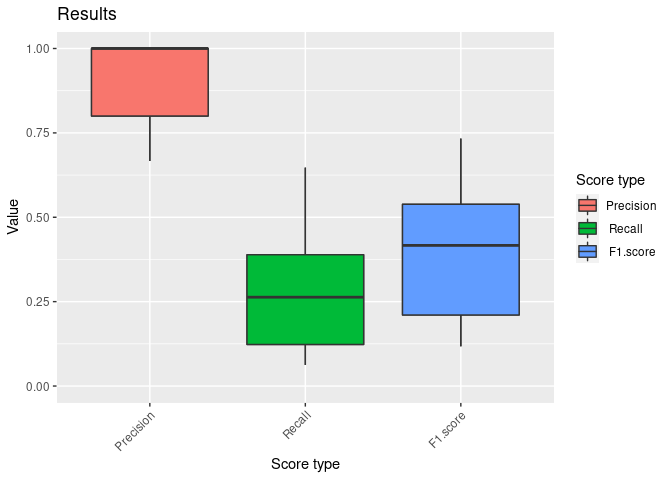 Results
1.00
0.75
0.50
0.25
0.00
Value
Precision
Recall
F1.score
Score type
Score type
Precision
Recall
F1.score